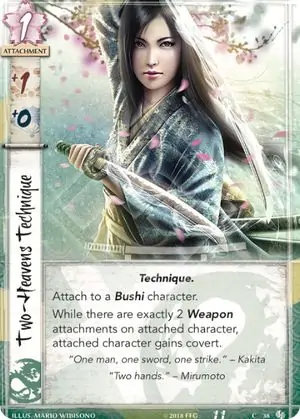 1
ATTACHMENT
+1
+0
Two-Heavens Technique
Technique.
Attach to a Bushi character.
While there are exactly 2 Weapon
attachments on attached character,
attached character gains covert.
"One man, one sword, one strike." – Kakita
"Two hands." – Mirumoto
ILLUS. MARIO WIBISONO
©2018 FFG
11
C 38